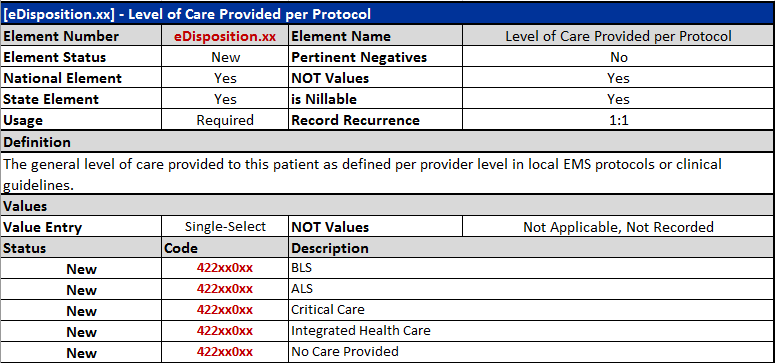 [eDisposition.xx] - Level of Care Provided per Protocol
Element Number eDisposition.xx Element Name Level of Care Provided per Protocol
Element Status New Pertinent Negatives No
National Element Yes NOT Values Yes
State Element Yes is Nillable Yes
Usage Required Record Recurrence 1:1
Definition
The general level of care provided to this patient as defined per provider level in local EMS protocols or clinical
guidelines.
Values
Value Entry Single-Select NOT Values Not Applicable, Not Recorded
Status Code Description
New 422xx0xx BLS
New 422xx0xx ALS
New 422xx0xx Critical Care
New 422xx0xx Integrated Health Care
New 422xx0xx No Care Provided